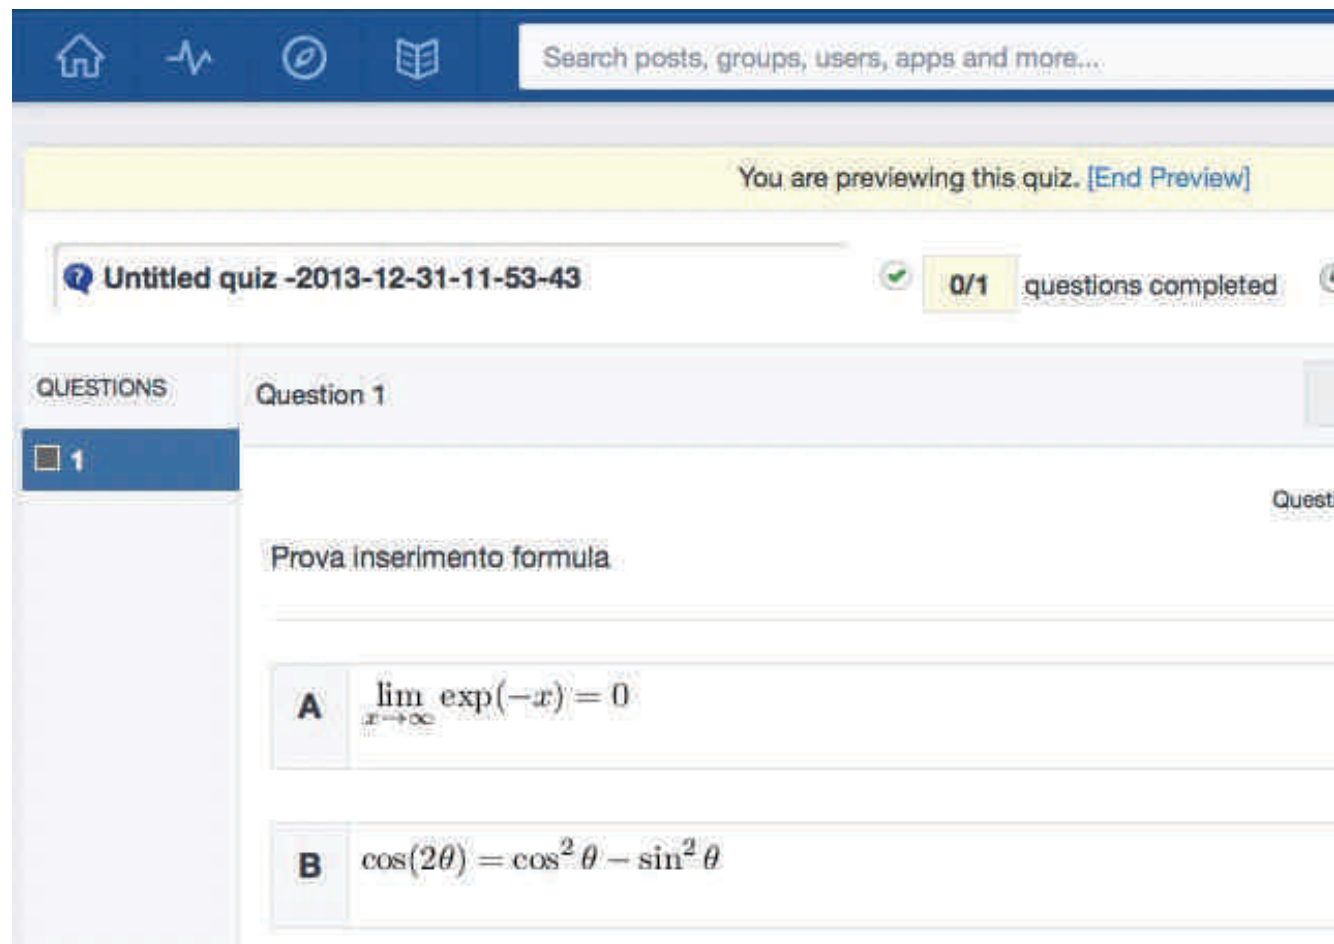 Search posts, groups, users, apps and more...
You are previewing this quiz. [End Preview]
Untitled quiz -2013-12-31-11-53-43
0/1 questions completed
QUESTIONS
Question 1
1
Quest
Prova inserimento formula
A lim x→∞ exp(−x) = 0
B cos(2θ) = cos² θ − sin² θ